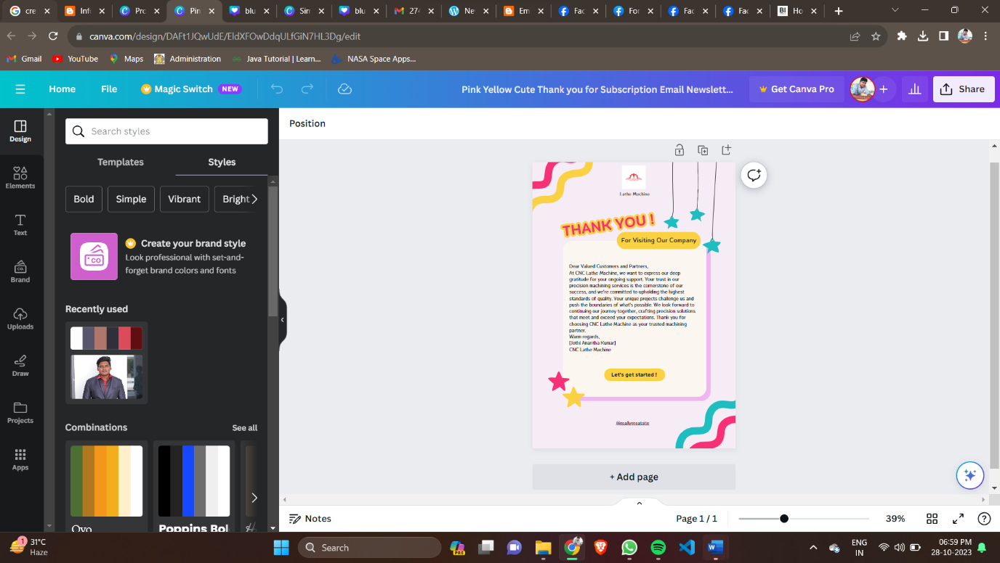 cre
Info
Pro
Pin
blu
Sin
blu
274
Ne
Em
Fac
For
Fac
Fac
Ho
canva.com/design/DAFt1JQwUdE/EldXFOwDdqULfGiN7HL3Dg/edit
Gmail
YouTube
Maps
Administration
Java Tutorial | Learn...
NASA Space Apps...
Home
File
Magic Switch
NEW
Pink Yellow Cute Thank you for Subscription Email Newslett...
Get Canva Pro
Share
Design
Elements
Text
Brand
Uploads
Draw
Projects
Apps
Search styles
Templates
Styles
Bold
Simple
Vibrant
Bright
CO
Create your brand style
Look professional with set-and-
forget brand colors and fonts
Recently used
Combinations
See all
Ovo
Poppins Bol
Position
Lathe Machine
THANK YOU !
For Visiting Our Company
Dear Valued Customers and Partners,
At CNC Lathe Machine, we want to express our deep
gratitude for your ongoing support. Your trust in our
precision machining services is the cornerstone of our
success, and we're committed to upholding the highest
standards of quality. Your unique projects challenge us and
push the boundaries of what's possible. We look forward to
continuing our journey together, crafting precision solutions
that meet and exceed your expectations. Thank you for
choosing CNC Lathe Machine as your trusted machining
partner.
Warm regards,
[Jothi Anantha Kumar]
CNC Lathe Machine
Let's get started !
@reallygreatsite
+ Add page
Notes
Page 1 / 1
39%
1
31°C
Haze
Search
PRE
ENG
IN
06:59 PM
28-10-2023